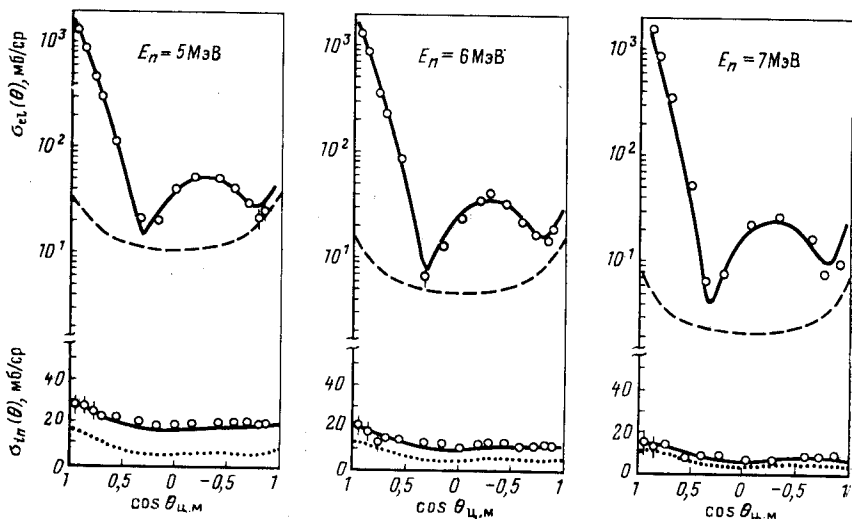 σ_el(θ), мб/ср
10³
10²
10¹
E_n = 5 МэВ
σ_in(θ), мб/ср
40
20
0
1 0,5 0 -0,5 1
cos θ_ц.м
10³
10²
10¹
E_n = 6 МэВ
40
20
0
1 0,5 0 -0,5 1
cos θ_ц.м
10³
10²
10¹
E_n = 7 МэВ
40
20
0
1 0,5 0 -0,5 1
cos θ_ц.м